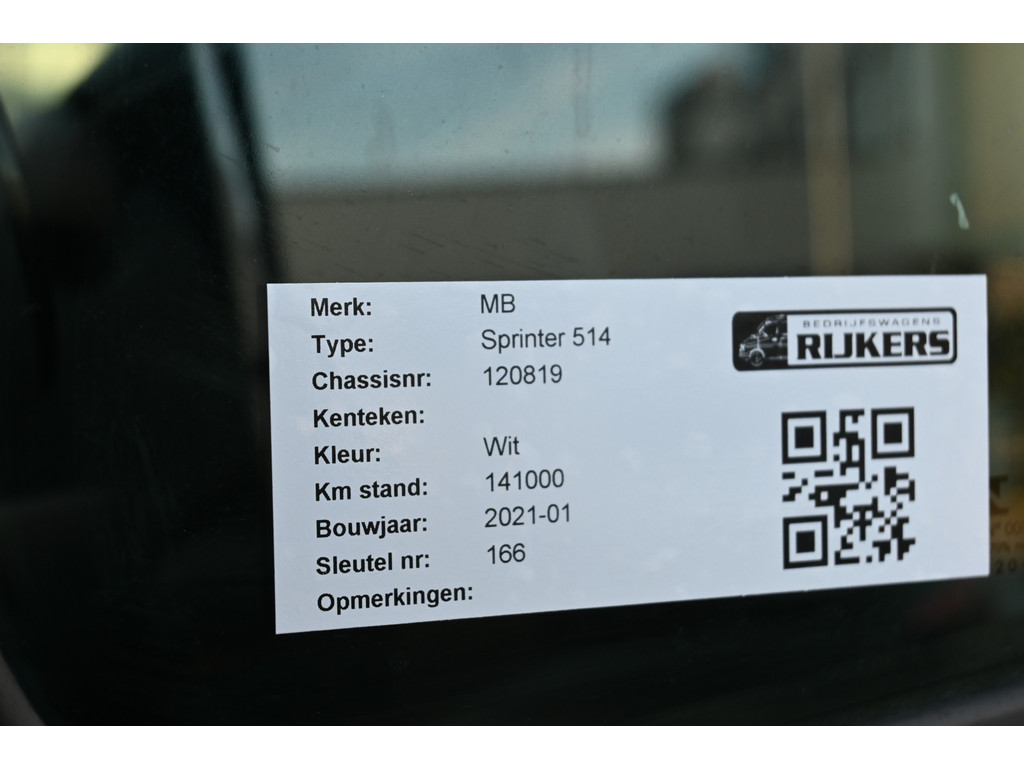 Merk: MB
Type: Sprinter 514
Chassisnr: 120819
Kenteken:
Kleur: Wit
Km stand: 141000
Bouwjaar: 2021-01
Sleutel nr: 166
Opmerkingen:
BEDRIJFSWAGENS
RIJKERS